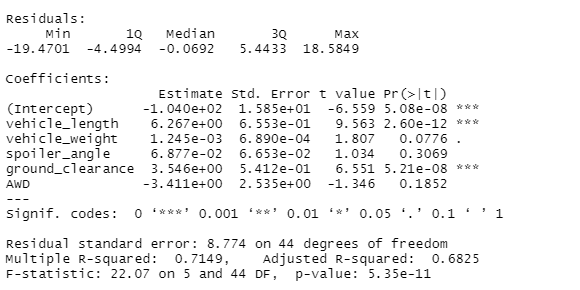 Residuals:
     Min       1Q   Median       3Q      Max
-19.4701  -4.4994  -0.0692   5.4433  18.5849

Coefficients:
                   Estimate Std. Error t value Pr(>|t|)
(Intercept)      -1.040e+02  1.585e+01  -6.559 5.08e-08 ***
vehicle_length    6.267e+00  6.553e-01   9.563 2.60e-12 ***
vehicle_weight    1.245e-03  6.890e-04   1.807   0.0776 .
spoiler_angle     6.877e-02  6.653e-02   1.034   0.3069
ground_clearance  3.546e+00  5.412e-01   6.551 5.21e-08 ***
AWD              -3.411e+00  2.535e+00  -1.346   0.1852
---
Signif. codes:  0 ‘***’ 0.001 ‘**’ 0.01 ‘*’ 0.05 ‘.’ 0.1 ‘ ’ 1

Residual standard error: 8.774 on 44 degrees of freedom
Multiple R-squared:  0.7149,    Adjusted R-squared:  0.6825
F-statistic: 22.07 on 5 and 44 DF,  p-value: 5.35e-11